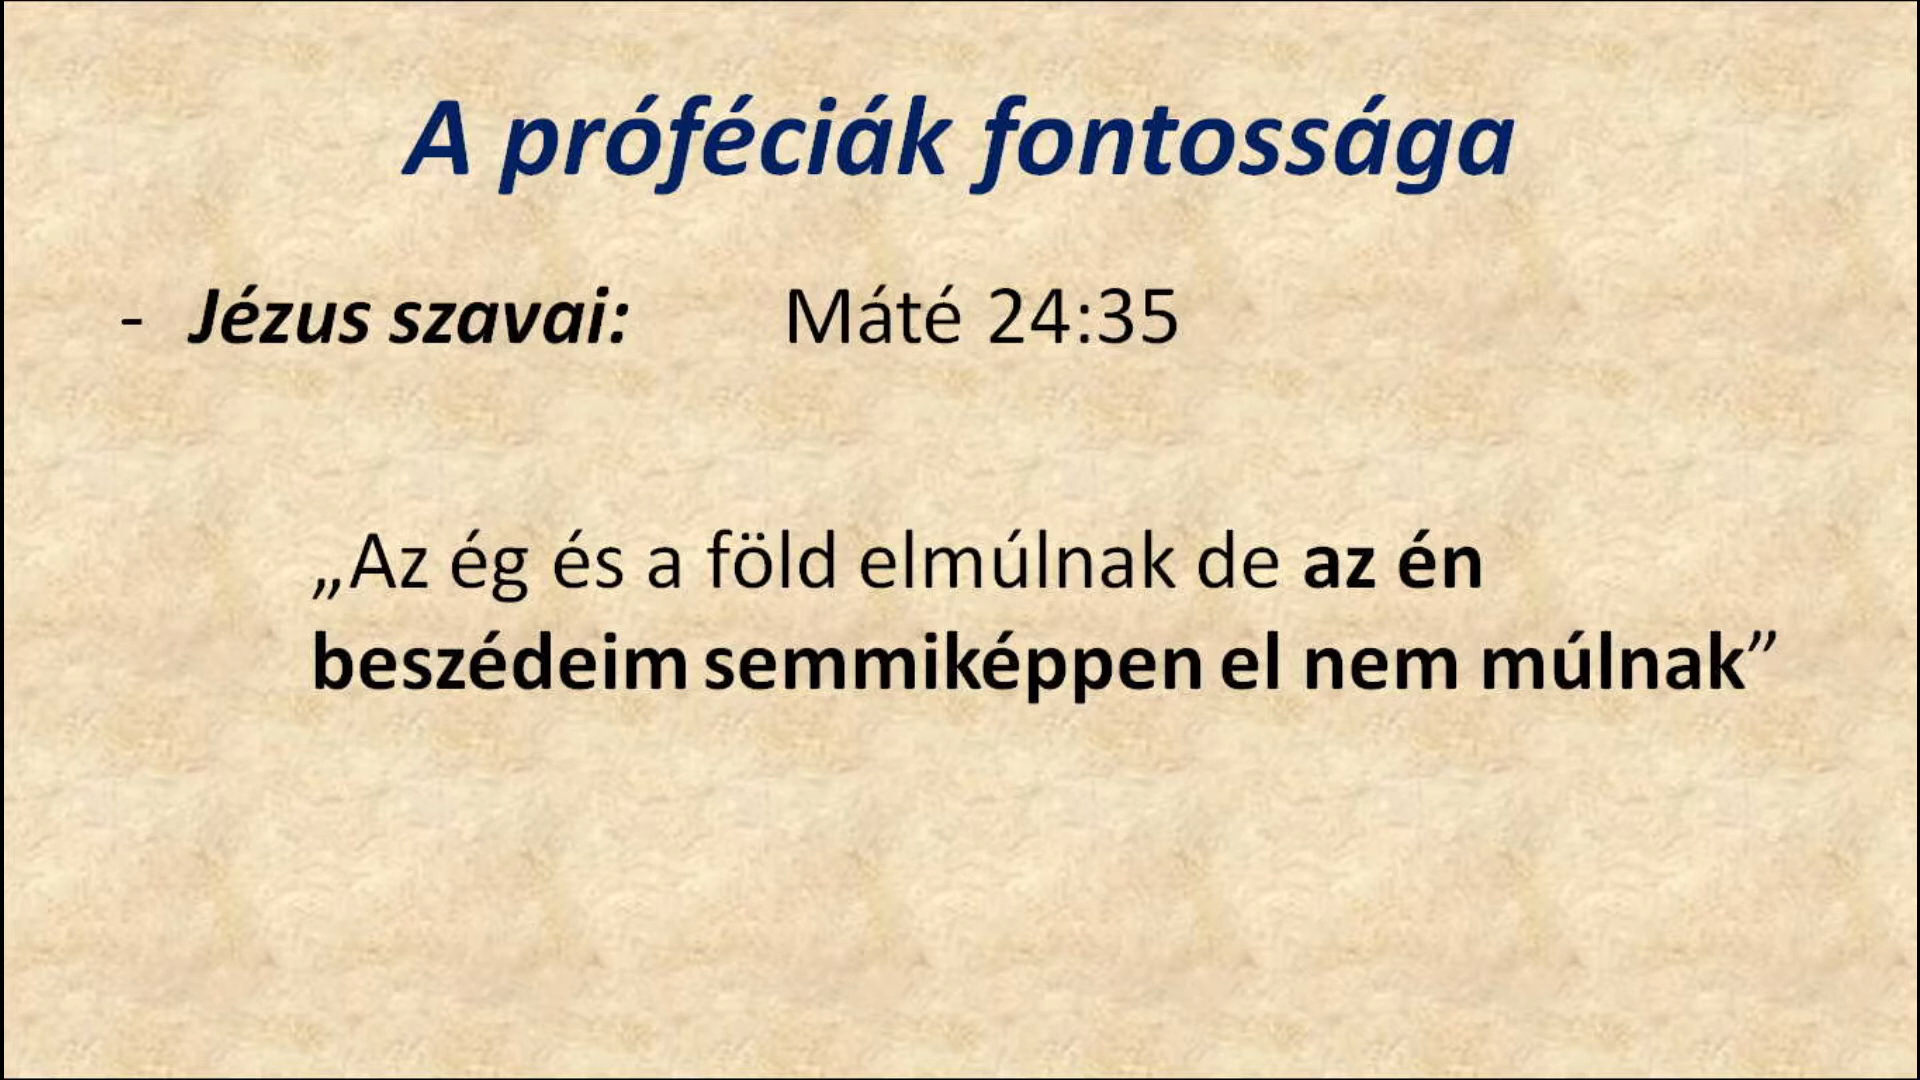 A próféciák fontossága
- Jézus szavai: Máté 24:35
„Az ég és a föld elmúlnak de az én
beszédeim semmiképpen el nem múlnak”